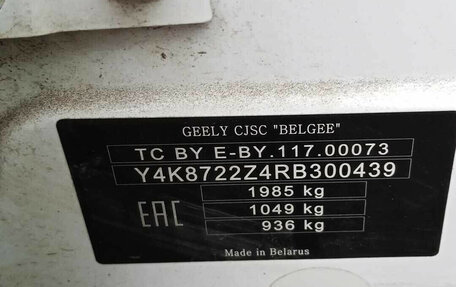 GEELY CJSC "BELGEE"
TC BY E-BY.117.00073
Y4K8722Z4RB300439
1985 kg
EAC 1049 kg
936 kg
Made in Belarus